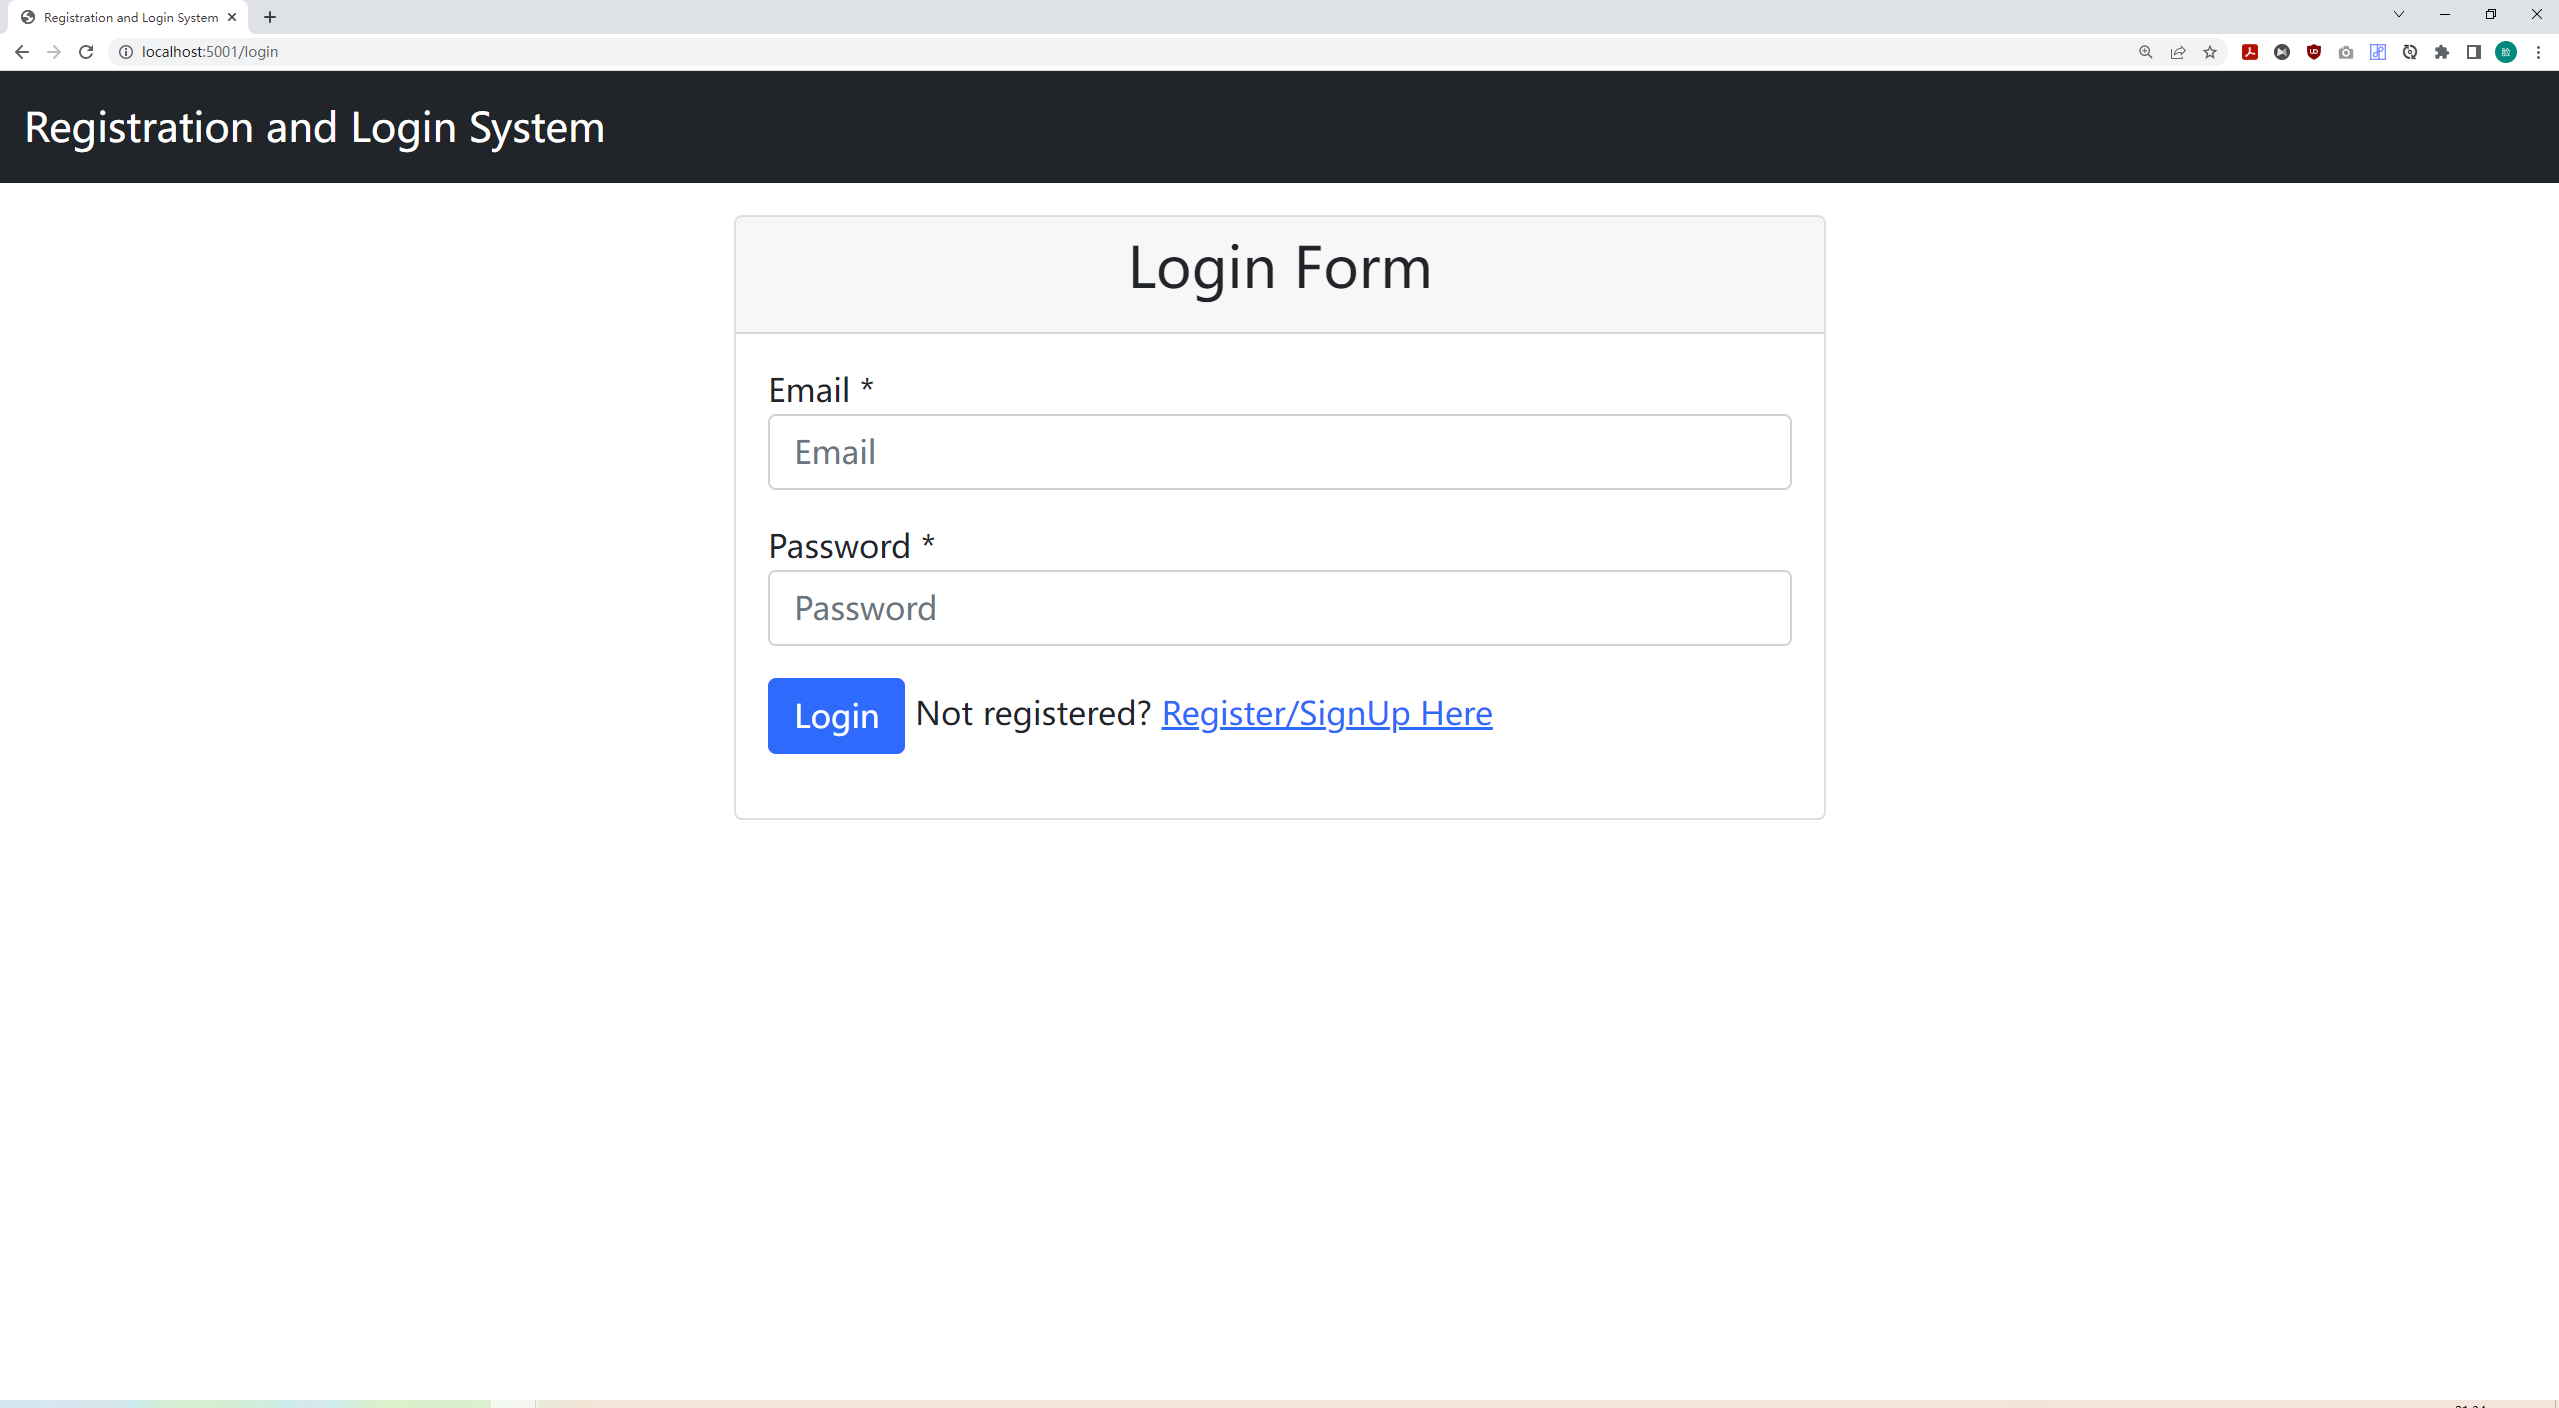 Registration and Login System
localhost:5001/login
Registration and Login System
Login Form
Email *
Email
Password *
Password
Login Not registered? Register/SignUp Here